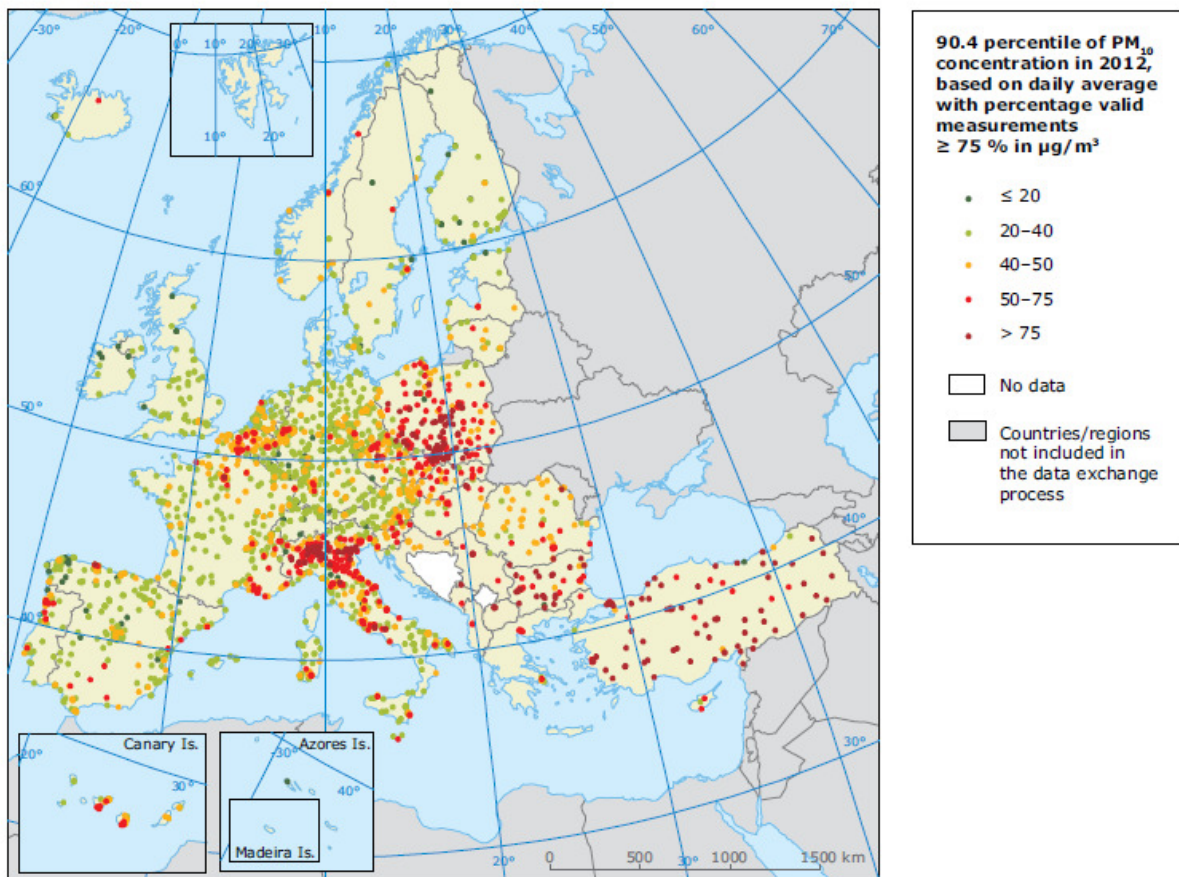 -30°
-20°
-10°
0°
10°
20°
30°
40°
50°
60°
70°
0°
10°
20°
30°
10°
20°
60°
50°
50°
40°
40°
30°
Canary Is.
Azores Is.
-20°
-30°
30°
40°
Madeira Is.
20°
30°
0 500 1000 1500 km
90.4 percentile of PM₁₀
concentration in 2012,
based on daily average
with percentage valid
measurements
≥ 75 % in µg/m³
≤ 20
20–40
40–50
50–75
> 75
No data
Countries/regions
not included in
the data exchange
process